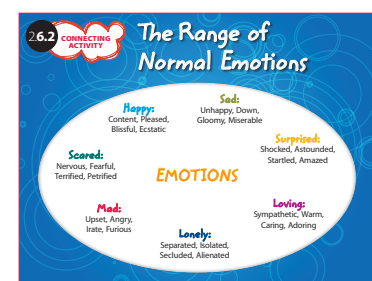 26.2
CONNECTING
ACTIVITY
The Range of
Normal Emotions
Happy:
Content, Pleased,
Blissful, Ecstatic
Sad:
Unhappy, Down,
Gloomy, Miserable
Surprised:
Shocked, Astounded,
Startled, Amazed
Scared:
Nervous, Fearful,
Terrified, Petrified
EMOTIONS
Mad:
Upset, Angry,
Irate, Furious
Loving:
Sympathetic, Warm,
Caring, Adoring
Lonely:
Separated, Isolated,
Secluded, Alienated